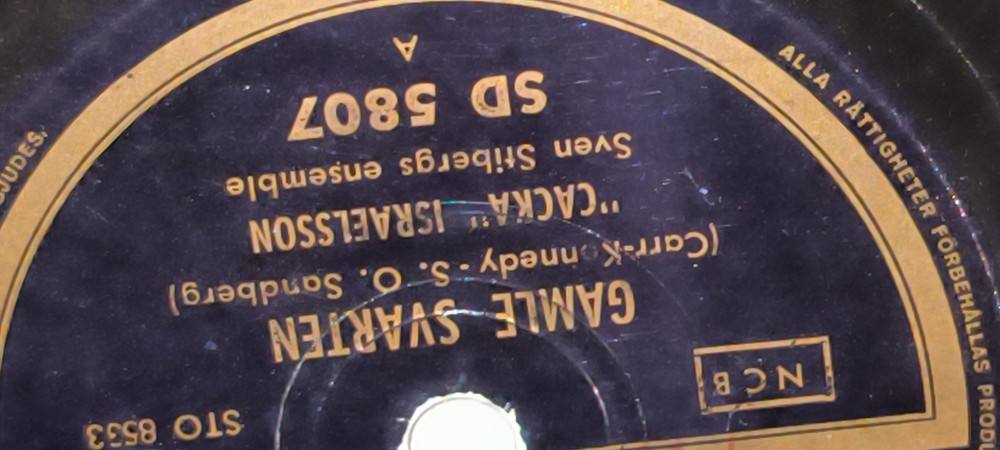 NCB
STO 8533
GAMLE SVARTEN
(Carr-Kennedy - S. O. Sandberg)
"CACKA" ISRAELSSON
Sven Stibergs ensemble
SD 5807
A
ALLA RÄTTIGHETER FÖRBEHÅLLAS